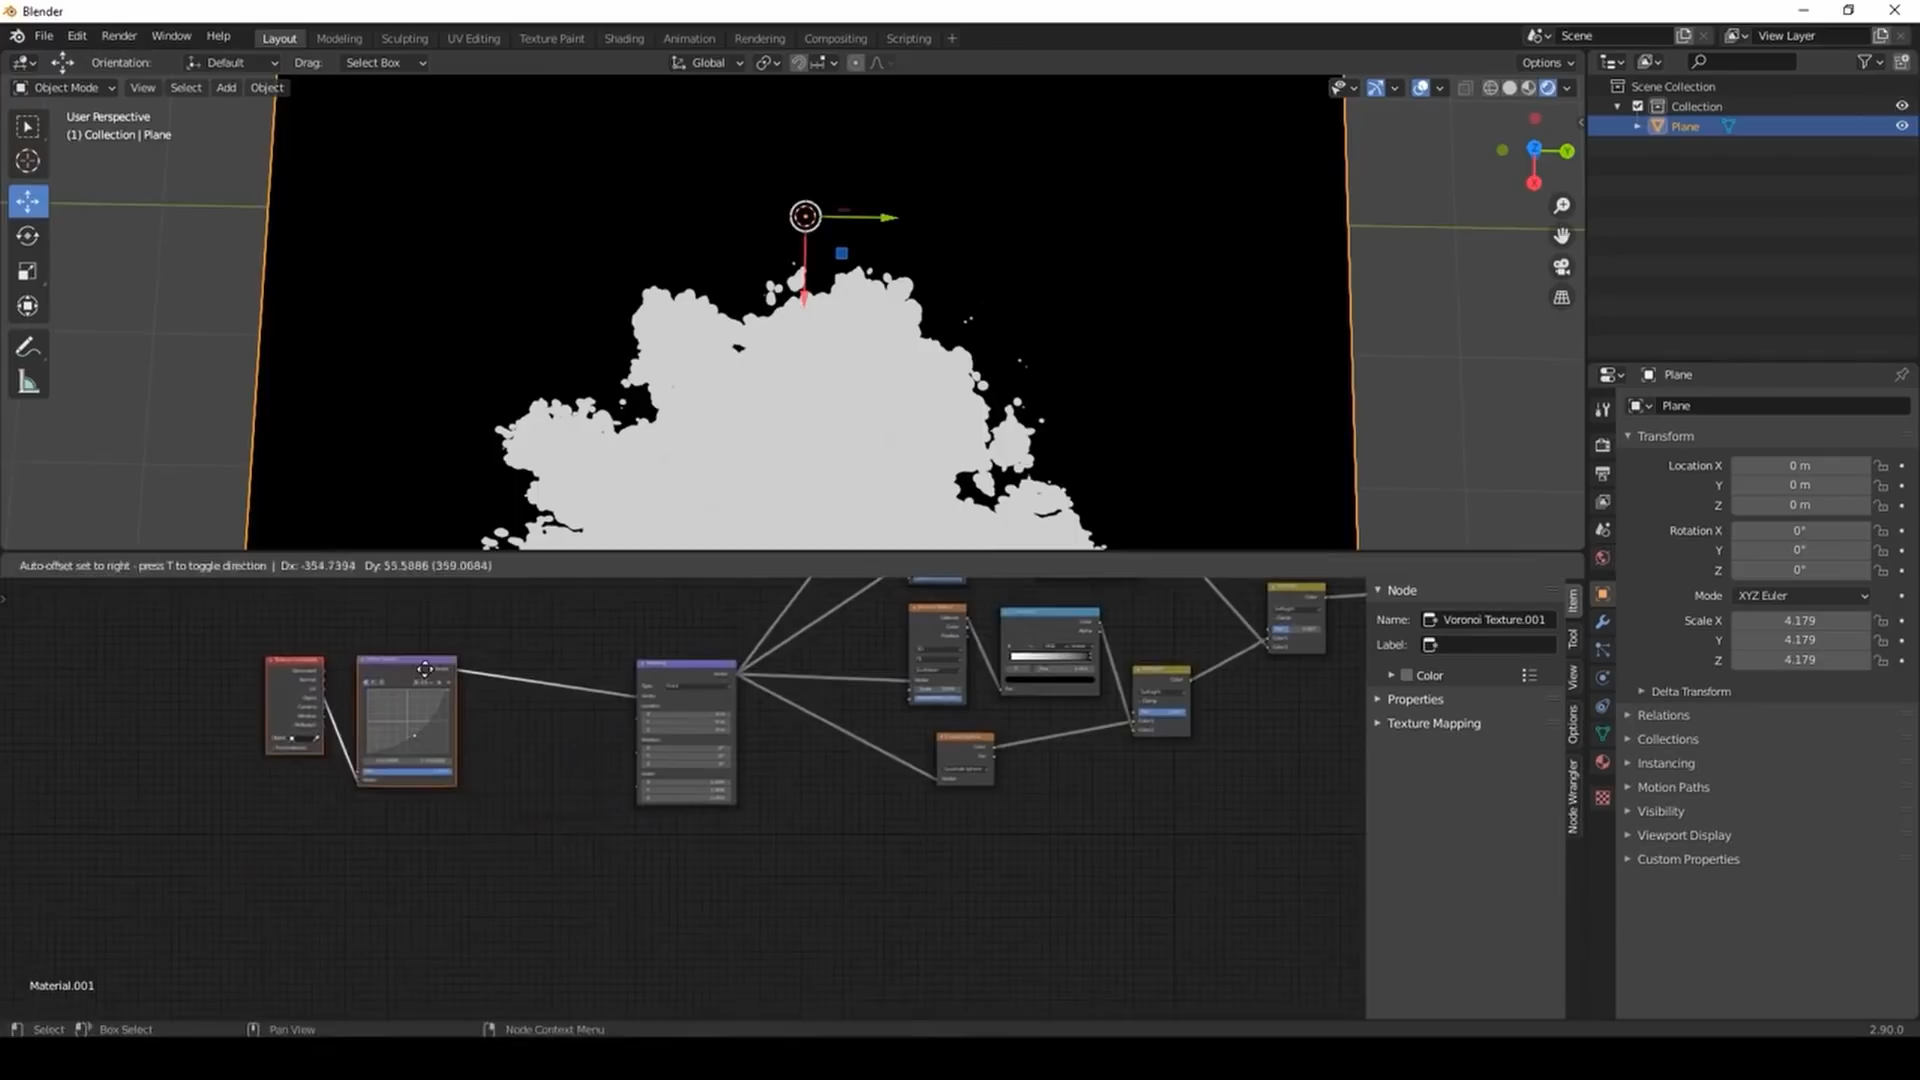 Blender
File Edit Render Window Help
Layout Modeling Sculpting UV Editing Texture Paint Shading Animation Rendering Compositing Scripting +
Scene
View Layer
Orientation: Default Drag: Select Box
Global
Options
Object Mode View Select Add Object
User Perspective
(1) Collection | Plane
Scene Collection
Collection
Plane
Plane
Plane
Transform
Location X 0 m
Y 0 m
Z 0 m
Rotation X 0°
Y 0°
Z 0°
Mode XYZ Euler
Scale X 4.179
Y 4.179
Z 4.179
Delta Transform
Relations
Collections
Instancing
Motion Paths
Visibility
Viewport Display
Custom Properties
Auto-offset set to right - press T to toggle direction | Dx: -354.7394 Dy: 55.5886 (359.0684)
Node
Name: Voronoi Texture.001
Label:
Color
Properties
Texture Mapping
Item
Tool
View
Options
Node Wrangler
Material.001
Select Box Select Pan View Node Context Menu
2.90.0